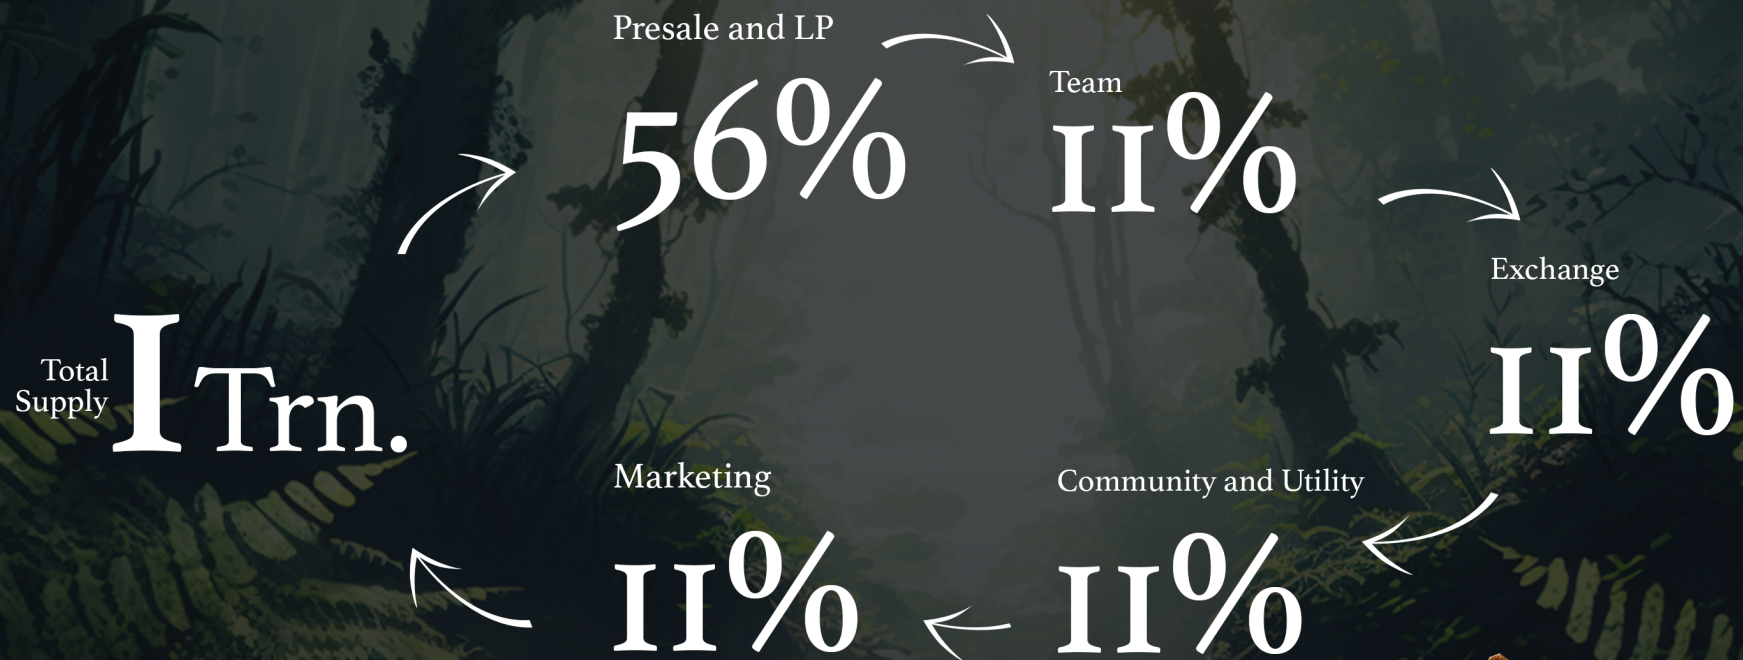 Presale and LP
56%
Team
11%
Exchange
11%
Total
Supply
1 Trn.
Marketing
11%
Community and Utility
11%